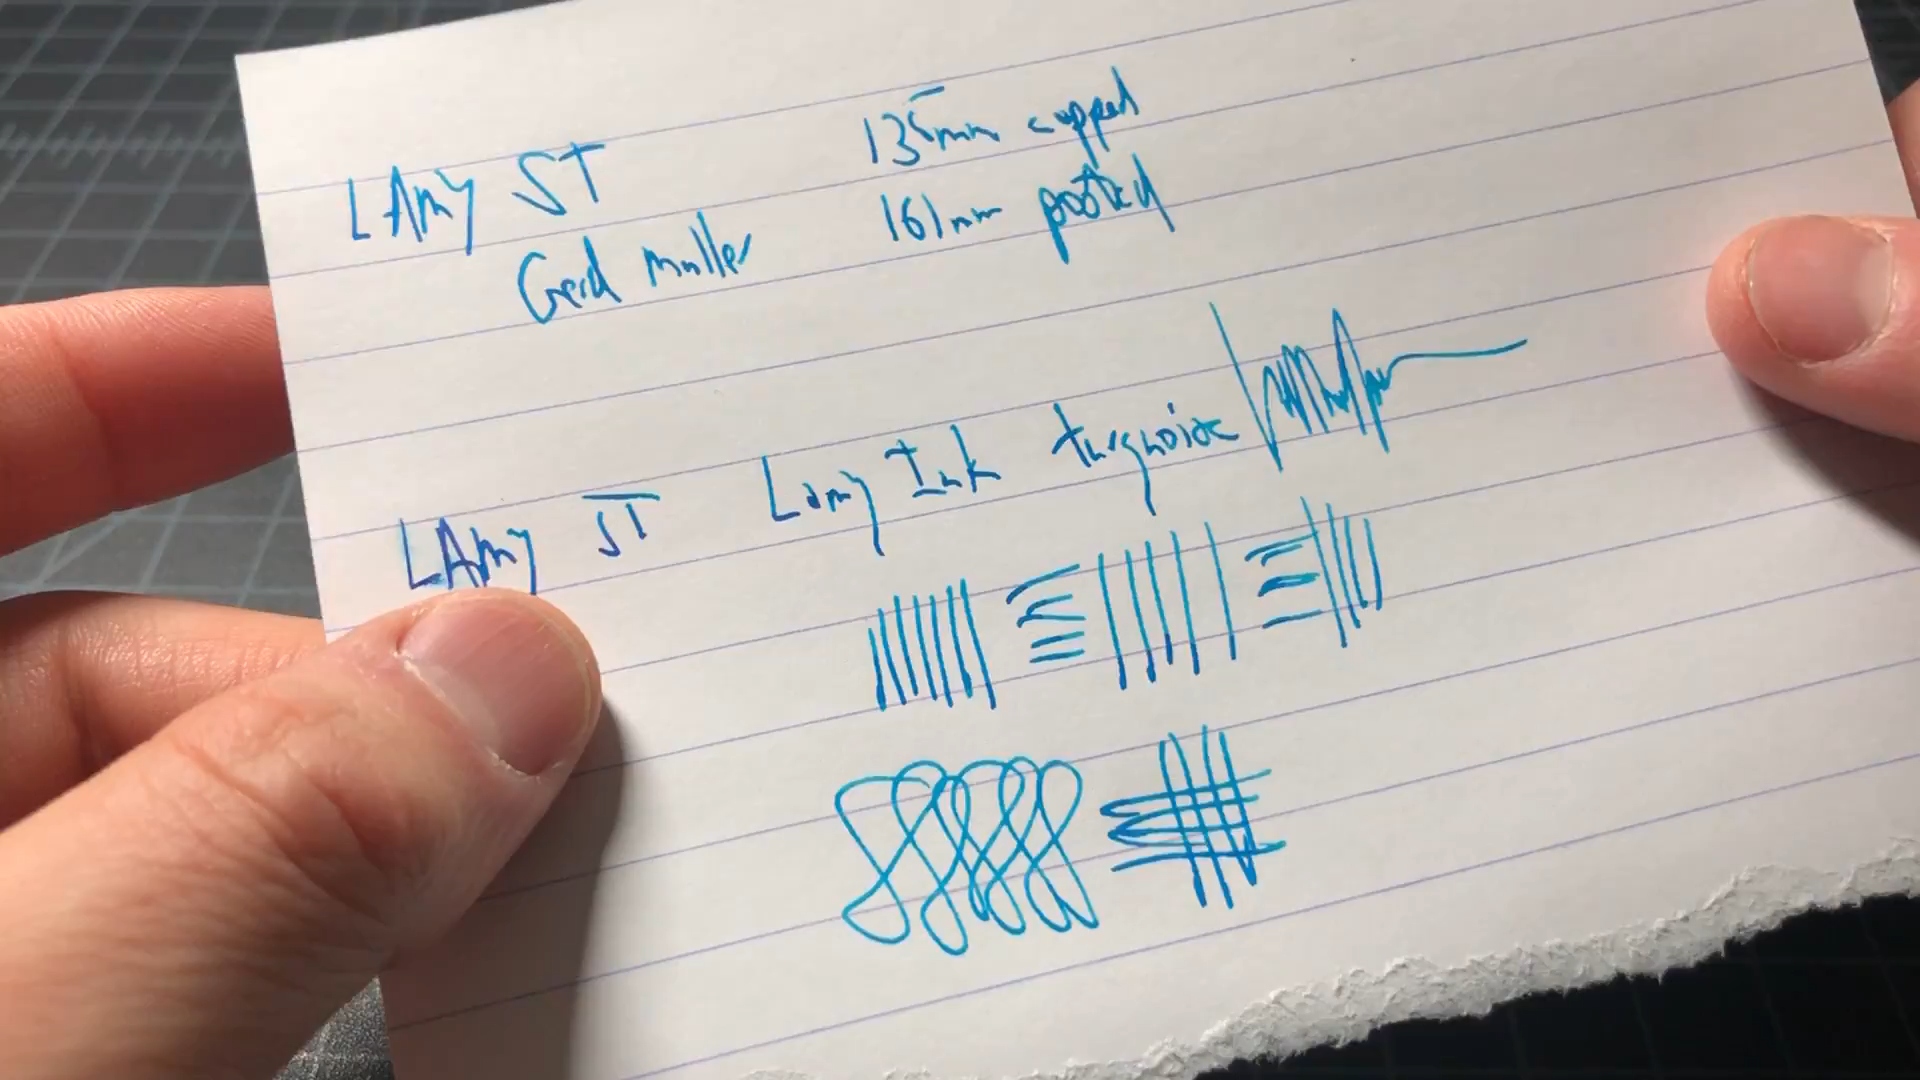 LAmy ST
Gerd muller
135mm capped
161mm posted
LAmy ST Lamy Ink turquoise